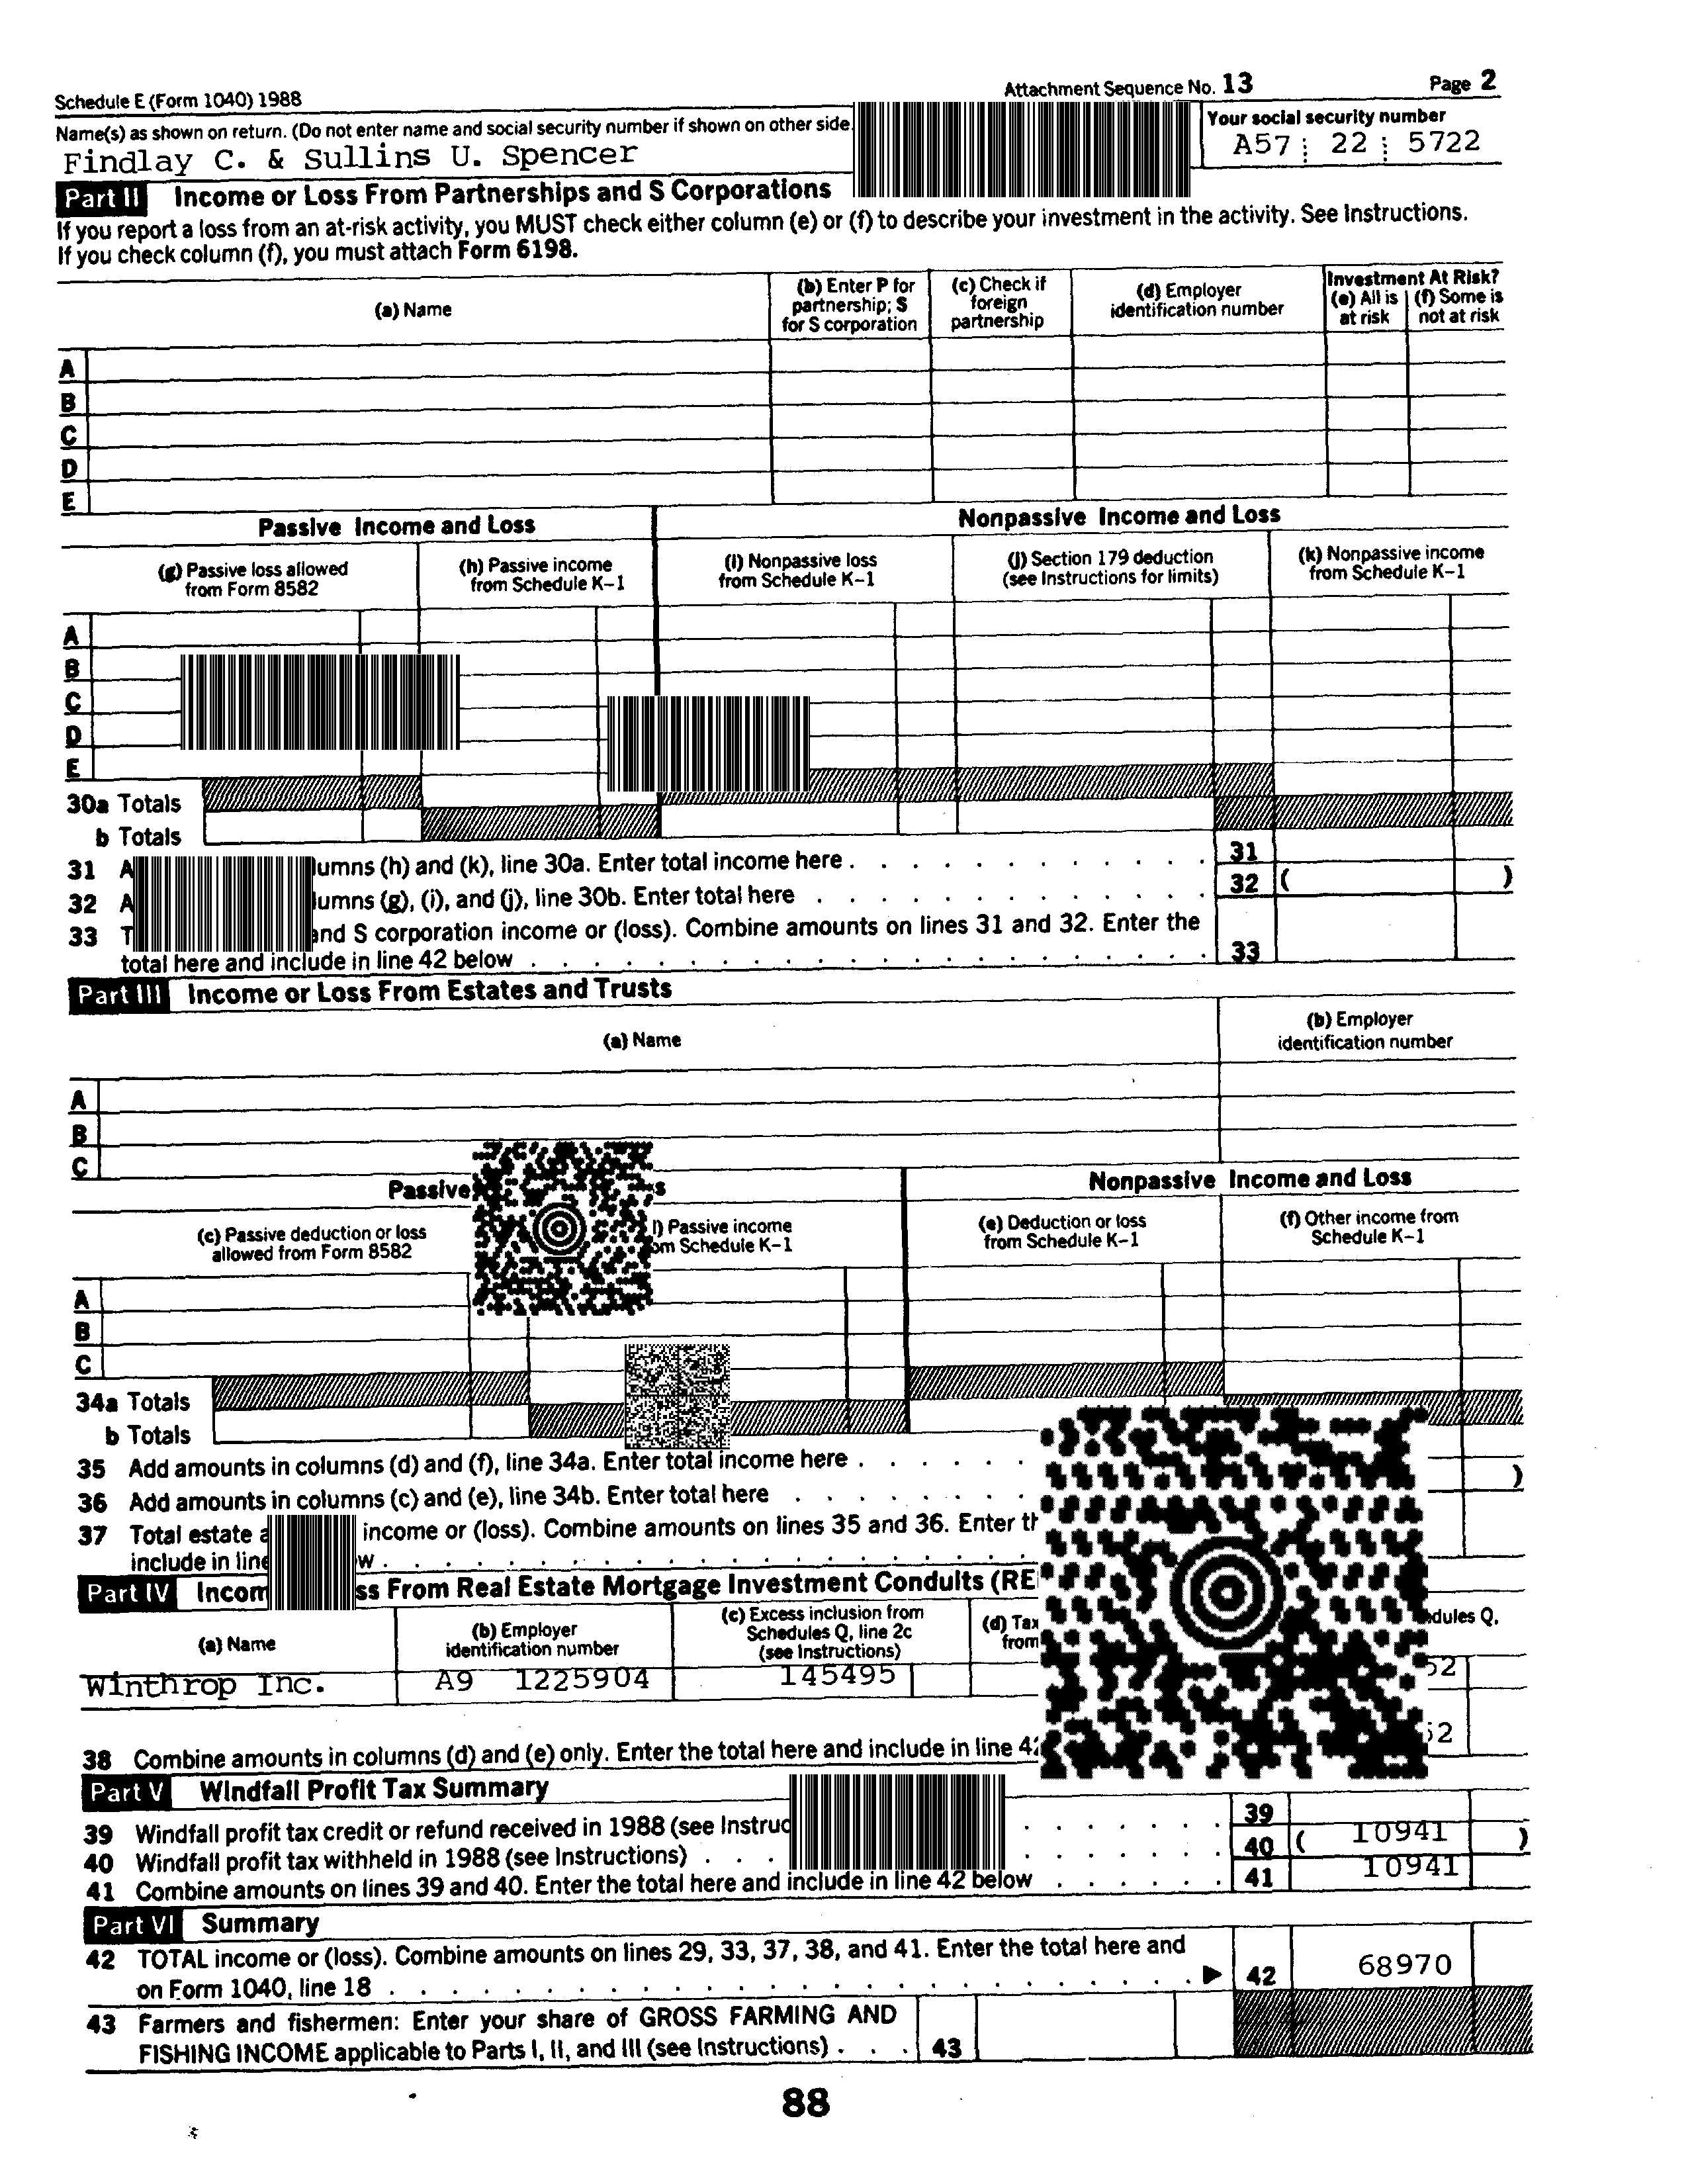 Schedule E (Form 1040) 1988 Attachment Sequence No. 13 Page 2
Name(s) as shown on return. (Do not enter name and social security number if shown on other side. Your social security number
Findlay C. & Sullins U. Spencer A57 22 5722
Part II Income or Loss From Partnerships and S Corporations
If you report a loss from an at-risk activity, you MUST check either column (e) or (f) to describe your investment in the activity. See Instructions.
If you check column (f), you must attach Form 6198.
(a) Name (b) Enter P for partnership; S for S corporation (c) Check if foreign partnership (d) Employer identification number Investment At Risk? (e) All is at risk (f) Some is not at risk
A
B
C
D
E
Passive Income and Loss Nonpassive Income and Loss
(g) Passive loss allowed from Form 8582 (h) Passive income from Schedule K-1 (i) Nonpassive loss from Schedule K-1 (j) Section 179 deduction (see Instructions for limits) (k) Nonpassive income from Schedule K-1
A
B
C
D
E
30a Totals
b Totals
31 A umns (h) and (k), line 30a. Enter total income here 31
32 A umns (g), (i), and (j), line 30b. Enter total here 32 ( )
33 T and S corporation income or (loss). Combine amounts on lines 31 and 32. Enter the
total here and include in line 42 below 33
Part III Income or Loss From Estates and Trusts
(a) Name (b) Employer identification number
A
B
C
Passive Nonpassive Income and Loss
(c) Passive deduction or loss allowed from Form 8582 Passive income Schedule K-1 (e) Deduction or loss from Schedule K-1 (f) Other income from Schedule K-1
A
B
C
34a Totals
b Totals
35 Add amounts in columns (d) and (f), line 34a. Enter total income here
36 Add amounts in columns (c) and (e), line 34b. Enter total here )
37 Total estate income or (loss). Combine amounts on lines 35 and 36. Enter
include in line
Part IV Incom ss From Real Estate Mortgage Investment Conduits (RE
(a) Name (b) Employer identification number (c) Excess inclusion from Schedules Q, line 2c (see Instructions) (d) Tax from dules Q,
Winthrop Inc. A9 1225904 145495 52
52
38 Combine amounts in columns (d) and (e) only. Enter the total here and include in line
Part V Windfall Profit Tax Summary
39 Windfall profit tax credit or refund received in 1988 (see Instruc 39
40 Windfall profit tax withheld in 1988 (see Instructions) 40 ( 10941 )
41 Combine amounts on lines 39 and 40. Enter the total here and include in line 42 below 41 10941
Part VI Summary
42 TOTAL income or (loss). Combine amounts on lines 29, 33, 37, 38, and 41. Enter the total here and
on Form 1040, line 18 42 68970
43 Farmers and fishermen: Enter your share of GROSS FARMING AND
FISHING INCOME applicable to Parts I, II, and III (see Instructions) 43
88